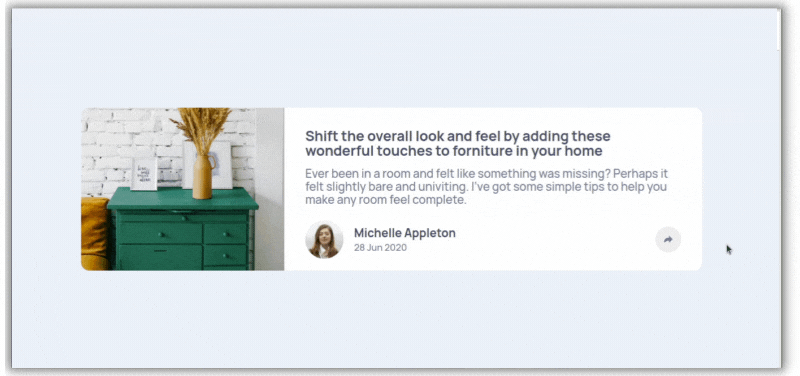 Shift the overall look and feel by adding these
wonderful touches to forniture in your home
Ever been in a room and felt like something was missing? Perhaps it
felt slightly bare and univiting. I've got some simple tips to help you
make any room feel complete.
Michelle Appleton
28 Jun 2020